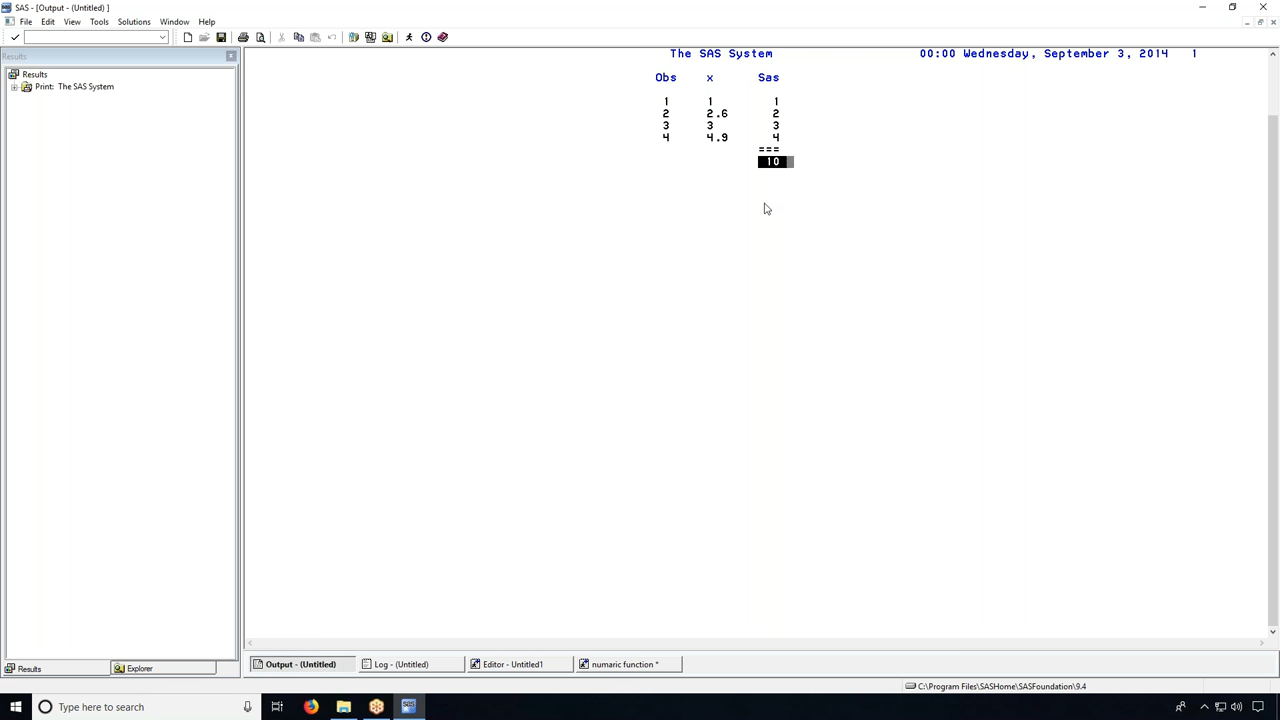 SAS - [Output - (Untitled) ]
File Edit View Tools Solutions Window Help
Results
The SAS System 00:00 Wednesday, September 3, 2014 1
Results
Print: The SAS System
Obs x Sas
1 1 1
2 2.6 2
3 3 3
4 4.9 4
===
10
Results Explorer
Output - (Untitled) Log - (Untitled) Editor - Untitled1 numaric function *
C:\Program Files\SASHome\SASFoundation\9.4
Type here to search